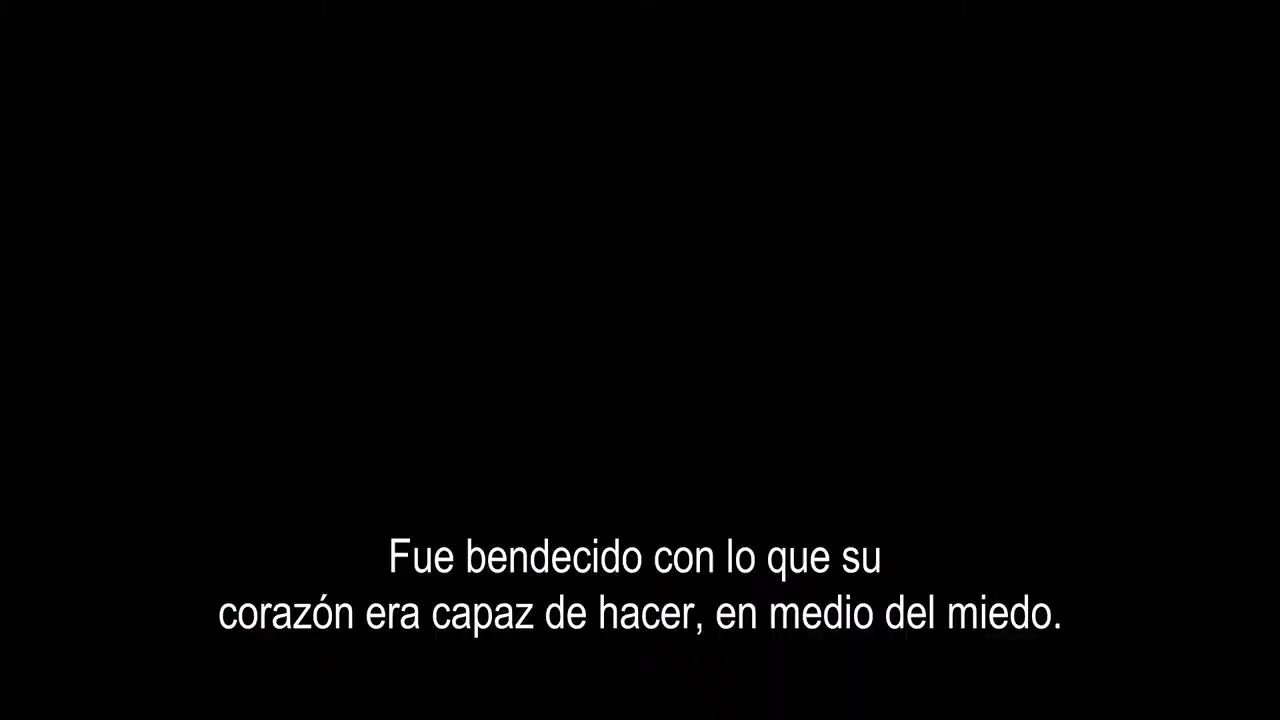 Fue bendecido con lo que su
corazón era capaz de hacer, en medio del miedo.